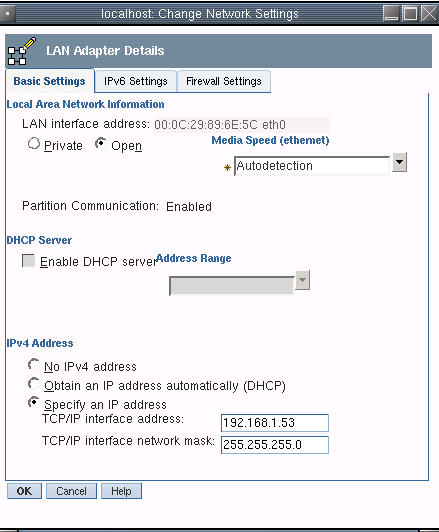 localhost: Change Network Settings
LAN Adapter Details
Basic Settings IPv6 Settings Firewall Settings
Local Area Network Information
LAN interface address: 00:0C:29:89:6E:5C eth0
Private Open Media Speed (ethernet)
* Autodetection
Partition Communication: Enabled
DHCP Server
Enable DHCP server Address Range
IPv4 Address
No IPv4 address
Obtain an IP address automatically (DHCP)
Specify an IP address
TCP/IP interface address: 192.168.1.53
TCP/IP interface network mask: 255.255.255.0
OK Cancel Help